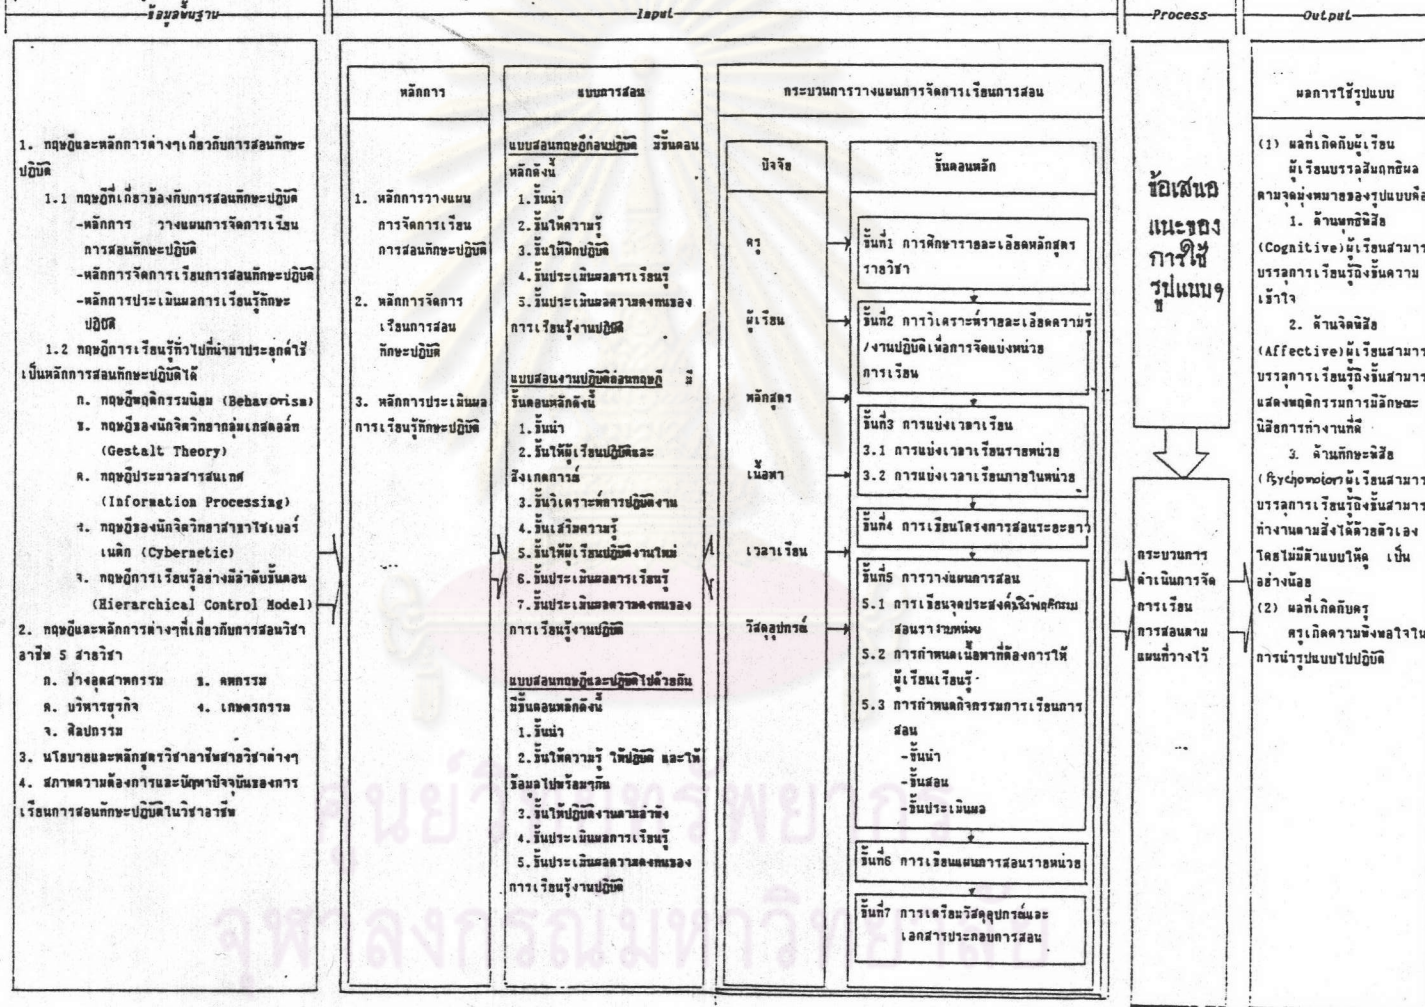 ข้อมูลพื้นฐาน
Input
Process
Output
1. ทฤษฎีและหลักการต่างๆเกี่ยวกับการสอนทักษะ
ปฏิบัติ
1.1 ทฤษฎีที่เกี่ยวข้องกับการสอนทักษะปฏิบัติ
-หลักการ วางแผนการจัดการเรียน
การสอนทักษะปฏิบัติ
-หลักการจัดการเรียนการสอนทักษะปฏิบัติ
-หลักการประเมินผลการเรียนรู้ทักษะ
ปฏิบัติ
1.2 ทฤษฎีการเรียนรู้ทั่วไปที่นำมาประยุกต์ใช้
เป็นหลักการสอนทักษะปฏิบัติได้
ก. ทฤษฎีพฤติกรรมนิยม (Behavorism)
ข. ทฤษฎีของนักจิตวิทยากลุ่มเกสตอล์ท
(Gestalt Theory)
ค. ทฤษฎีประมวลสารสนเทศ
(Information Processing)
ง. ทฤษฎีของนักจิตวิทยาสาขาไซเบอร์
เนติก (Cybernetic)
จ. ทฤษฎีการเรียนรู้อย่างมีลำดับขั้นตอน
(Hierarchical Control Model)
2. ทฤษฎีและหลักการต่างๆที่เกี่ยวกับการสอนวิชา
อาชีพ 5 สายวิชา
ก. ช่างอุตสาหกรรม ข. คหกรรม
ค. บริหารธุรกิจ ง. เกษตรกรรม
จ. ศิลปกรรม
3. นโยบายและหลักสูตรวิชาอาชีพสายวิชาต่างๆ
4. สภาพความต้องการและปัญหาปัจจุบันของการ
เรียนการสอนทักษะปฏิบัติในวิชาอาชีพ
หลักการ
1. หลักการวางแผน
การจัดการเรียน
การสอนทักษะปฏิบัติ
2. หลักการจัดการ
เรียนการสอน
ทักษะปฏิบัติ
3. หลักการประเมินผล
การเรียนรู้ทักษะปฏิบัติ
แบบการสอน
แบบสอนทฤษฎีก่อนปฏิบัติ มีขั้นตอน
หลักดังนี้
1.ขั้นนำ
2.ขั้นให้ความรู้
3.ขั้นให้ฝึกปฏิบัติ
4.ขั้นประเมินผลการเรียนรู้
5.ขั้นประเมินผลความคงทนของ
การเรียนรู้งานปฏิบัติ
แบบสอนงานปฏิบัติก่อนทฤษฎี มี
ขั้นตอนหลักดังนี้
1.ขั้นนำ
2.ขั้นให้ผู้เรียนปฏิบัติและ
สังเกตการณ์
3.ขั้นวิเคราะห์การปฏิบัติงาน
4.ขั้นเสริมความรู้
5.ขั้นให้ผู้เรียนปฏิบัติงานใหม่
6.ขั้นประเมินผลการเรียนรู้
7.ขั้นประเมินผลความคงทนของ
การเรียนรู้งานปฏิบัติ
แบบสอนทฤษฎีและปฏิบัติไปด้วยกัน
มีขั้นตอนหลักดังนี้
1.ขั้นนำ
2.ขั้นให้ความรู้ ให้ปฏิบัติ และให้
ข้อมูลไปพร้อมๆกัน
3.ขั้นให้ปฏิบัติงานตามลำพัง
4.ขั้นประเมินผลการเรียนรู้
5.ขั้นประเมินผลความคงทนของ
การเรียนรู้งานปฏิบัติ
กระบวนการวางแผนการจัดการเรียนการสอน
ปัจจัย
ครู
ผู้เรียน
หลักสูตร
เนื้อหา
เวลาเรียน
วัสดุอุปกรณ์
ขั้นตอนหลัก
ขั้นที่1 การศึกษารายละเอียดหลักสูตร
รายวิชา
ขั้นที่2 การวิเคราะห์รายละเอียดความรู้
/งานปฏิบัติเพื่อการจัดแบ่งหน่วย
การเรียน
ขั้นที่3 การแบ่งเวลาเรียน
3.1 การแบ่งเวลาเรียนรายหน่วย
3.2 การแบ่งเวลาเรียนภายในหน่วย
ขั้นที่4 การเขียนโครงการสอนระยะยาว
ขั้นที่5 การวางแผนการสอน
5.1 การเขียนจุดประสงค์เชิงพฤติกรรม
สอนรายหน่วย
5.2 การกำหนดเนื้อหาที่ต้องการให้
ผู้เรียนเรียนรู้
5.3 การกำหนดกิจกรรมการเรียนการ
สอน
-ขั้นนำ
-ขั้นสอน
-ขั้นประเมินผล
ขั้นที่6 การเขียนแผนการสอนรายหน่วย
ขั้นที่7 การเตรียมวัสดุอุปกรณ์และ
เอกสารประกอบการสอน
ข้อเสนอ
แนะของ
การใช้
รูปแบบฯ
กระบวนการ
ดำเนินการจัด
การเรียน
การสอนตาม
แผนที่วางไว้
ผลการใช้รูปแบบ
(1) ผลที่เกิดกับผู้เรียน
ผู้เรียนบรรลุสัมฤทธิผล
ตามจุดมุ่งหมายของรูปแบบคือ
1. ด้านพุทธิพิสัย
(Cognitive)ผู้เรียนสามาร
บรรลุการเรียนรู้ถึงขั้นความ
เข้าใจ
2. ด้านจิตพิสัย
(Affective)ผู้เรียนสามาร
บรรลุการเรียนรู้ถึงขั้นสามาร
แสดงพฤติกรรมการมีลักษณะ
นิสัยการทำงานที่ดี
3. ด้านทักษะพิสัย
(Psychomotor)ผู้เรียนสามาร
บรรลุการเรียนรู้ถึงขั้นสามาร
ทำงานตามสั่งได้ด้วยตัวเอง
โดยไม่มีตัวแบบให้ดู เป็น
อย่างน้อย
(2) ผลที่เกิดกับครู
ครูเกิดความพึงพอใจใน
การนำรูปแบบไปปฏิบัติ
ศูนย์วิทยทรัพยากร
จุฬาลงกรณ์มหาวิทยาลัย